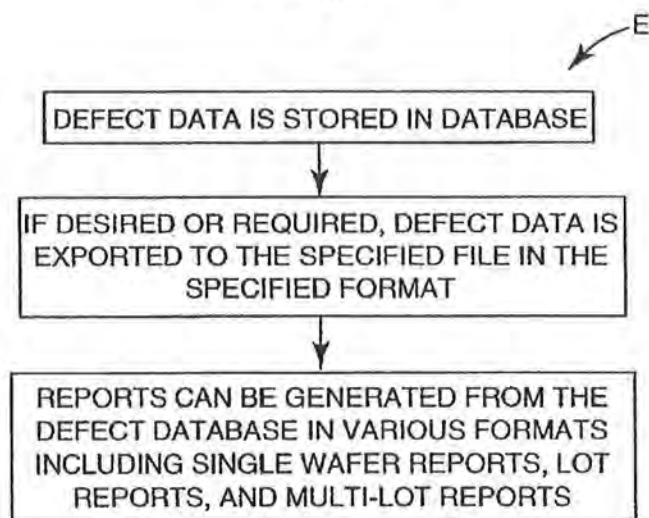 E
DEFECT DATA IS STORED IN DATABASE
IF DESIRED OR REQUIRED, DEFECT DATA IS
EXPORTED TO THE SPECIFIED FILE IN THE
SPECIFIED FORMAT
REPORTS CAN BE GENERATED FROM THE
DEFECT DATABASE IN VARIOUS FORMATS
INCLUDING SINGLE WAFER REPORTS, LOT
REPORTS, AND MULTI-LOT REPORTS